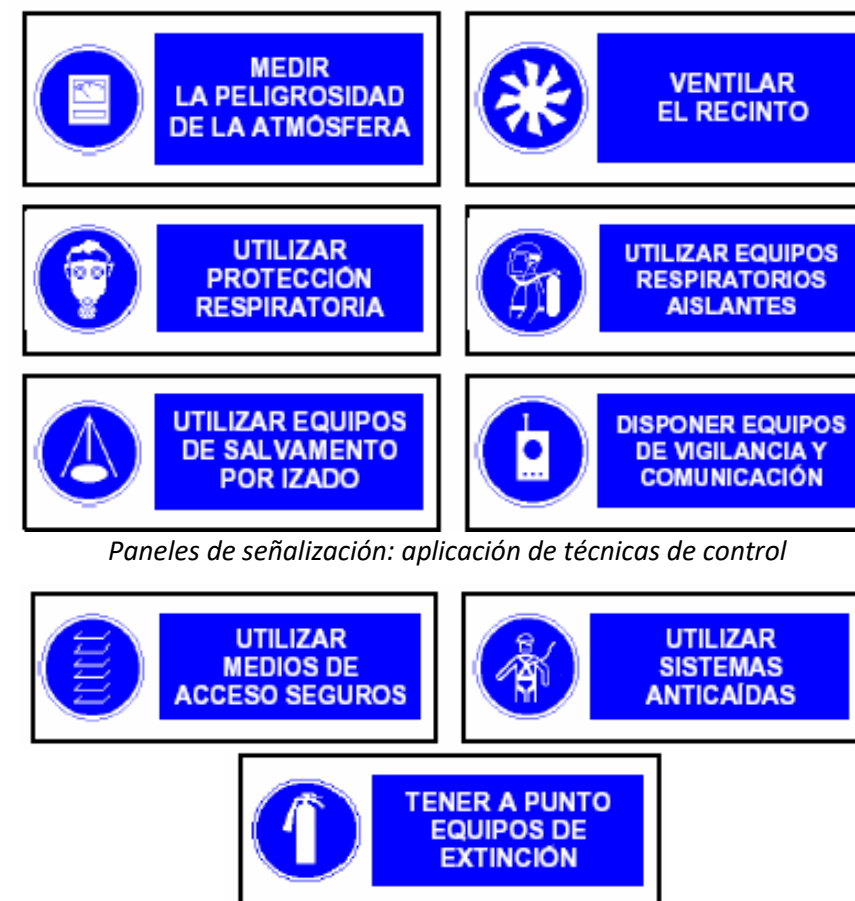 MEDIR
LA PELIGROSIDAD
DE LA ATMÓSFERA
VENTILAR
EL RECINTO
UTILIZAR
PROTECCIÓN
RESPIRATORIA
UTILIZAR EQUIPOS
RESPIRATORIOS
AISLANTES
UTILIZAR EQUIPOS
DE SALVAMENTO
POR IZADO
DISPONER EQUIPOS
DE VIGILANCIA Y
COMUNICACIÓN
Paneles de señalización: aplicación de técnicas de control
UTILIZAR
MEDIOS DE
ACCESO SEGUROS
UTILIZAR
SISTEMAS
ANTICAÍDAS
TENER A PUNTO
EQUIPOS DE
EXTINCIÓN